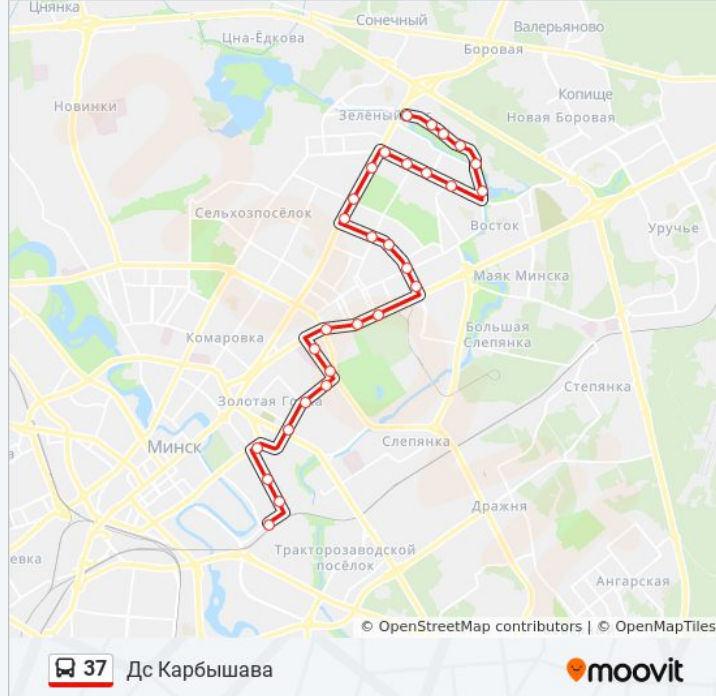 Цнянка
Сонечный
Валерьяново
Цна-Ёдкова
Боровая
Копище
Новинки
Зелёный
Новая Боровая
Сельхозпосёлок
Восток
Уручье
Маяк Минска
Комаровка
Большая
Слепянка
Степянка
Золотая
Минск
Слепянка
Дражня
Тракторозаводской
посёлок
евка
Ангарская
© OpenStreetMap contributors | © OpenMapTiles
37 Дс Карбышава
moovit